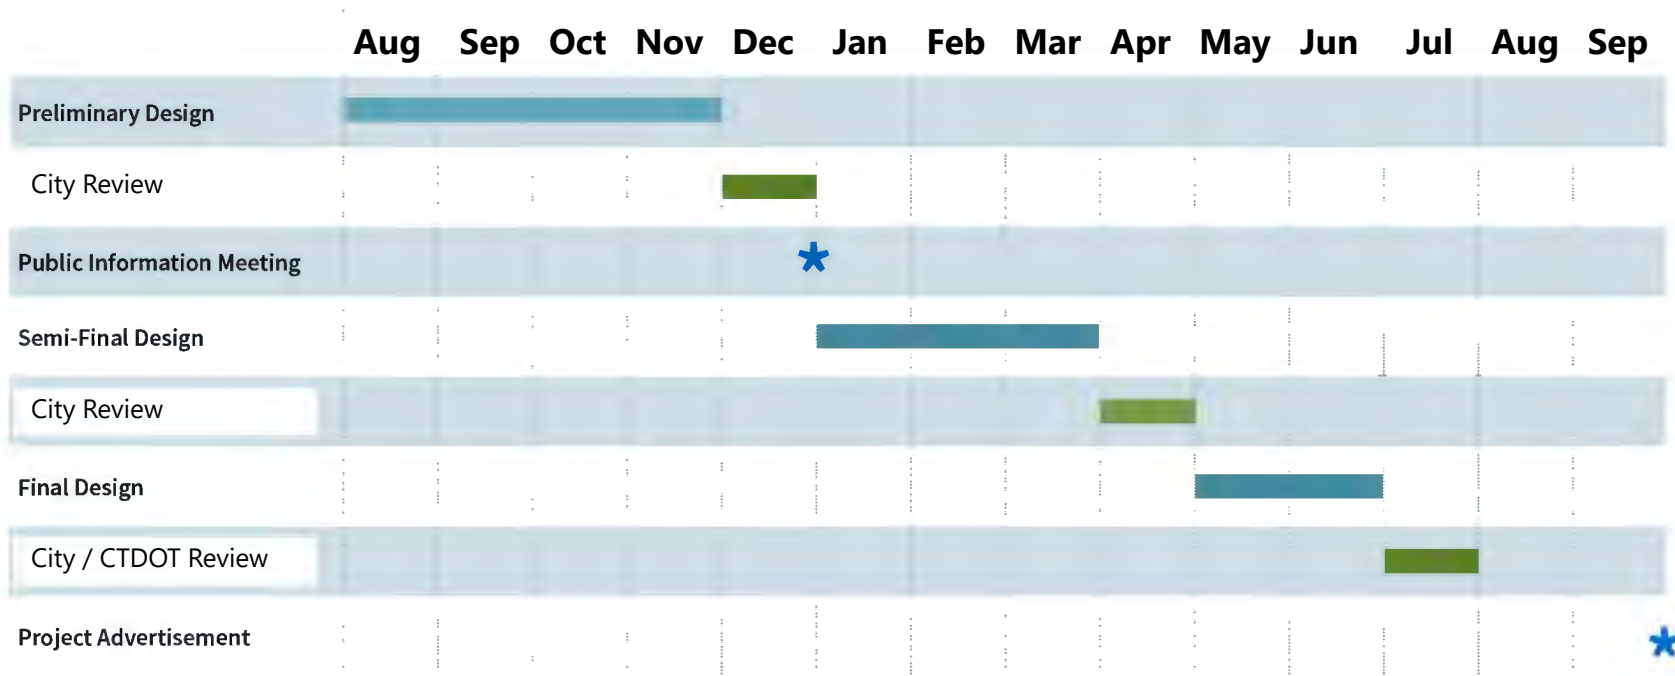 Aug Sep Oct Nov Dec Jan Feb Mar Apr May Jun Jul Aug Sep
Preliminary Design
City Review
Public Information Meeting
*
Semi-Final Design
City Review
Final Design
City / CTDOT Review
Project Advertisement
*